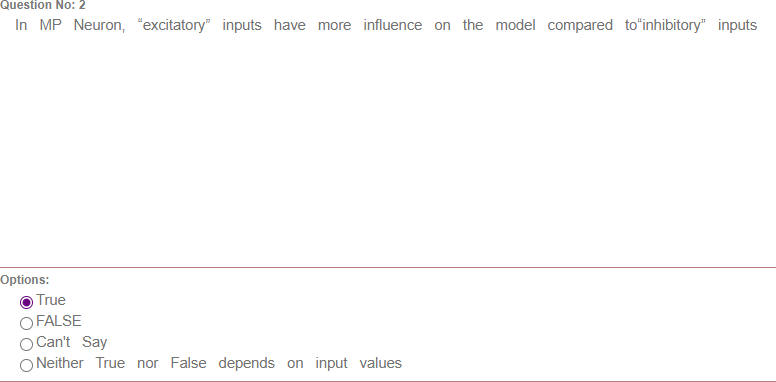 Question No: 2
In MP Neuron, “excitatory” inputs have more influence on the model compared to“inhibitory” inputs
Options:
True
FALSE
Can't Say
Neither True nor False depends on input values